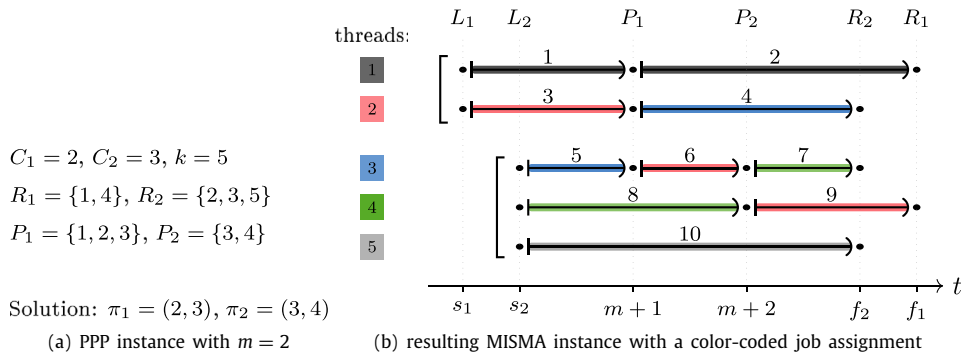 L₁ L₂ P₁ P₂ R₂ R₁
threads:
1 1 2
2 3 4
3 5 6 7
4 8 9
5 10
C₁ = 2, C₂ = 3, k = 5
R₁ = {1, 4}, R₂ = {2, 3, 5}
P₁ = {1, 2, 3}, P₂ = {3, 4}
Solution: π₁ = (2, 3), π₂ = (3, 4)
s₁ s₂ m + 1 m + 2 f₂ f₁ t
(a) PPP instance with m = 2
(b) resulting MISMA instance with a color-coded job assignment